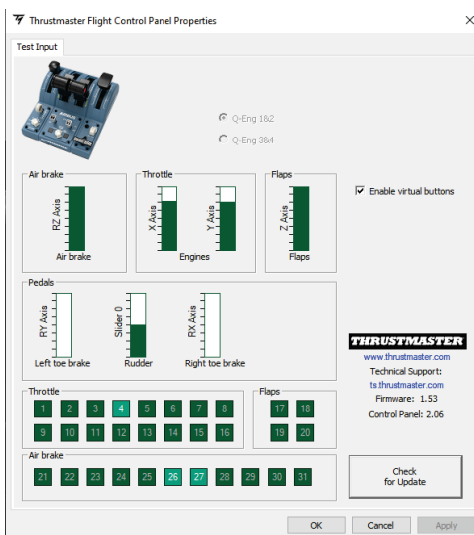 Thrustmaster Flight Control Panel Properties
Test Input
Q-Eng 1&2
Q-Eng 3&4
Air brake
Throttle
Flaps
Enable virtual buttons
RZ Axis
X Axis
Y Axis
Z Axis
Air brake
Engines
Flaps
Pedals
RY Axis
Slider 0
RX Axis
Left toe brake
Rudder
Right toe brake
THRUSTMASTER
www.thrustmaster.com
Technical Support:
ts.thrustmaster.com
Firmware: 1.53
Control Panel: 2.06
Throttle
Flaps
1 2 3 4 5 6 7 8 17 18
9 10 11 12 13 14 15 16 19 20
Air brake
21 22 23 24 25 26 27 28 29 30 31
Check
for Update
OK Cancel Apply